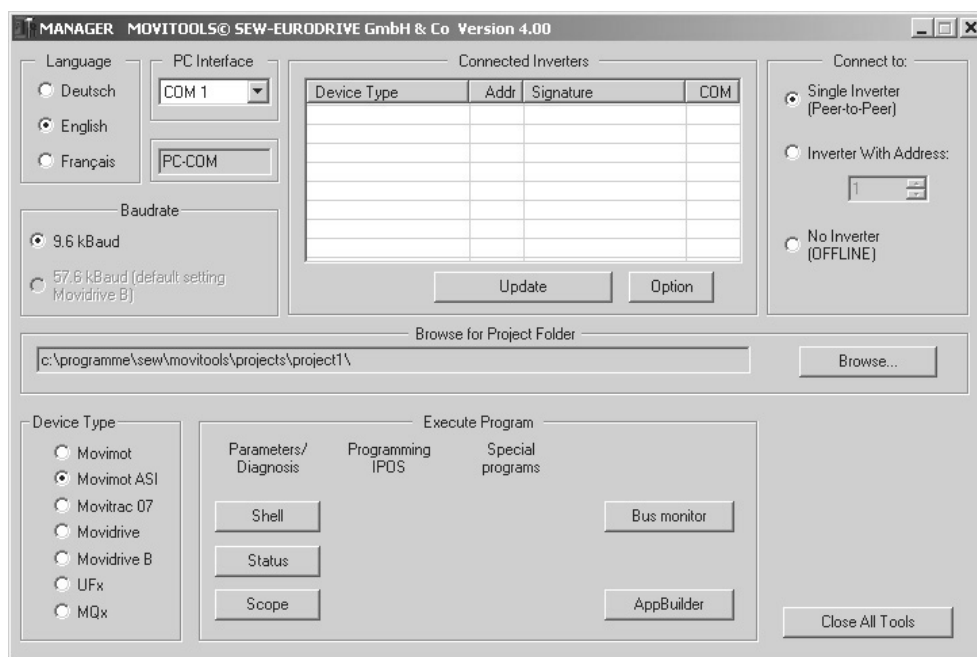 MANAGER MOVITOOLS© SEW-EURODRIVE GmbH & Co Version 4.00
Language
Deutsch
English
Français
PC Interface
COM 1
PC-COM
Baudrate
9.6 kBaud
57.6 kBaud (default setting
Movidrive B)
Connected Inverters
Device Type Addr Signature COM
Update Option
Connect to:
Single Inverter
(Peer-to-Peer)
Inverter With Address:
1
No Inverter
(OFFLINE)
Browse for Project Folder
c:\programme\sew\movitools\projects\project1\
Browse...
Device Type
Movimot
Movimot ASI
Movitrac 07
Movidrive
Movidrive B
UFx
MQx
Execute Program
Parameters/
Diagnosis
Programming
IPOS
Special
programs
Shell
Status
Scope
Bus monitor
AppBuilder
Close All Tools